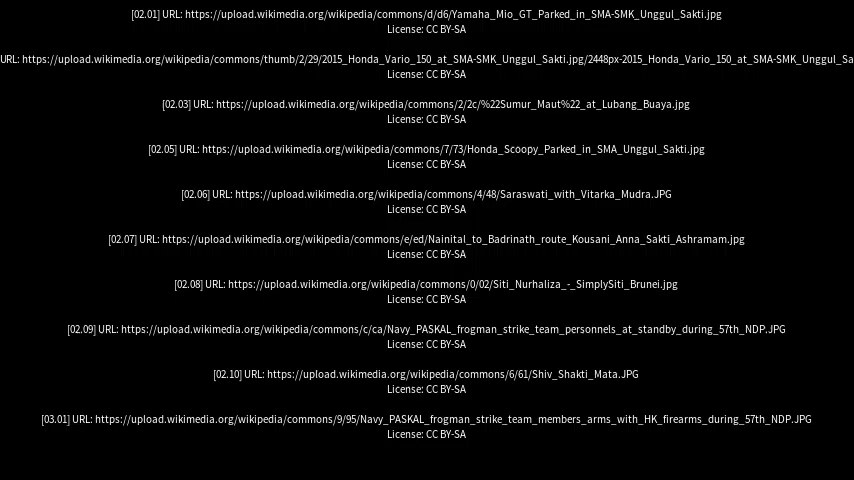 [02.01] URL: https://upload.wikimedia.org/wikipedia/commons/d/d6/Yamaha_Mio_GT_Parked_in_SMA-SMK_Unggul_Sakti.jpg
License: CC BY-SA
URL: https://upload.wikimedia.org/wikipedia/commons/thumb/2/29/2015_Honda_Vario_150_at_SMA-SMK_Unggul_Sakti.jpg/2448px-2015_Honda_Vario_150_at_SMA-SMK_Unggul_Sa
License: CC BY-SA
[02.03] URL: https://upload.wikimedia.org/wikipedia/commons/2/2c/%22Sumur_Maut%22_at_Lubang_Buaya.jpg
License: CC BY-SA
[02.05] URL: https://upload.wikimedia.org/wikipedia/commons/7/73/Honda_Scoopy_Parked_in_SMA_Unggul_Sakti.jpg
License: CC BY-SA
[02.06] URL: https://upload.wikimedia.org/wikipedia/commons/4/48/Saraswati_with_Vitarka_Mudra.JPG
License: CC BY-SA
[02.07] URL: https://upload.wikimedia.org/wikipedia/commons/e/ed/Nainital_to_Badrinath_route_Kousani_Anna_Sakti_Ashramam.jpg
License: CC BY-SA
[02.08] URL: https://upload.wikimedia.org/wikipedia/commons/0/02/Siti_Nurhaliza_-_SimplySiti_Brunei.jpg
License: CC BY-SA
[02.09] URL: https://upload.wikimedia.org/wikipedia/commons/c/ca/Navy_PASKAL_frogman_strike_team_personnels_at_standby_during_57th_NDP.JPG
License: CC BY-SA
[02.10] URL: https://upload.wikimedia.org/wikipedia/commons/6/61/Shiv_Shakti_Mata.JPG
License: CC BY-SA
[03.01] URL: https://upload.wikimedia.org/wikipedia/commons/9/95/Navy_PASKAL_frogman_strike_team_members_arms_with_HK_firearms_during_57th_NDP.JPG
License: CC BY-SA